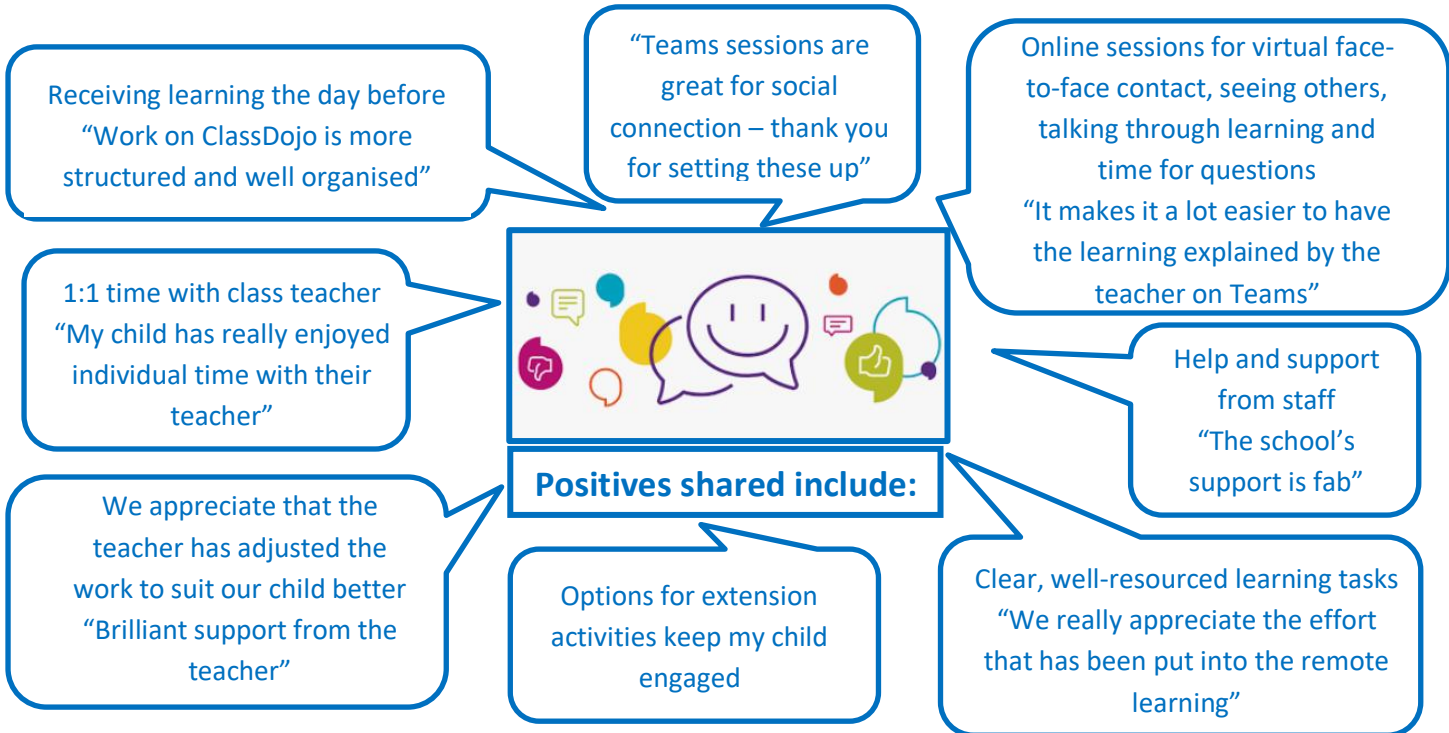 Receiving learning the day before
“Work on ClassDojo is more
structured and well organised”
“Teams sessions are
great for social
connection – thank you
for setting these up”
Online sessions for virtual face-
to-face contact, seeing others,
talking through learning and
time for questions
“It makes it a lot easier to have
the learning explained by the
teacher on Teams”
1:1 time with class teacher
“My child has really enjoyed
individual time with their
teacher”
Help and support
from staff
“The school’s
support is fab”
Positives shared include:
We appreciate that the
teacher has adjusted the
work to suit our child better
“Brilliant support from the
teacher”
Options for extension
activities keep my child
engaged
Clear, well-resourced learning tasks
“We really appreciate the effort
that has been put into the remote
learning”